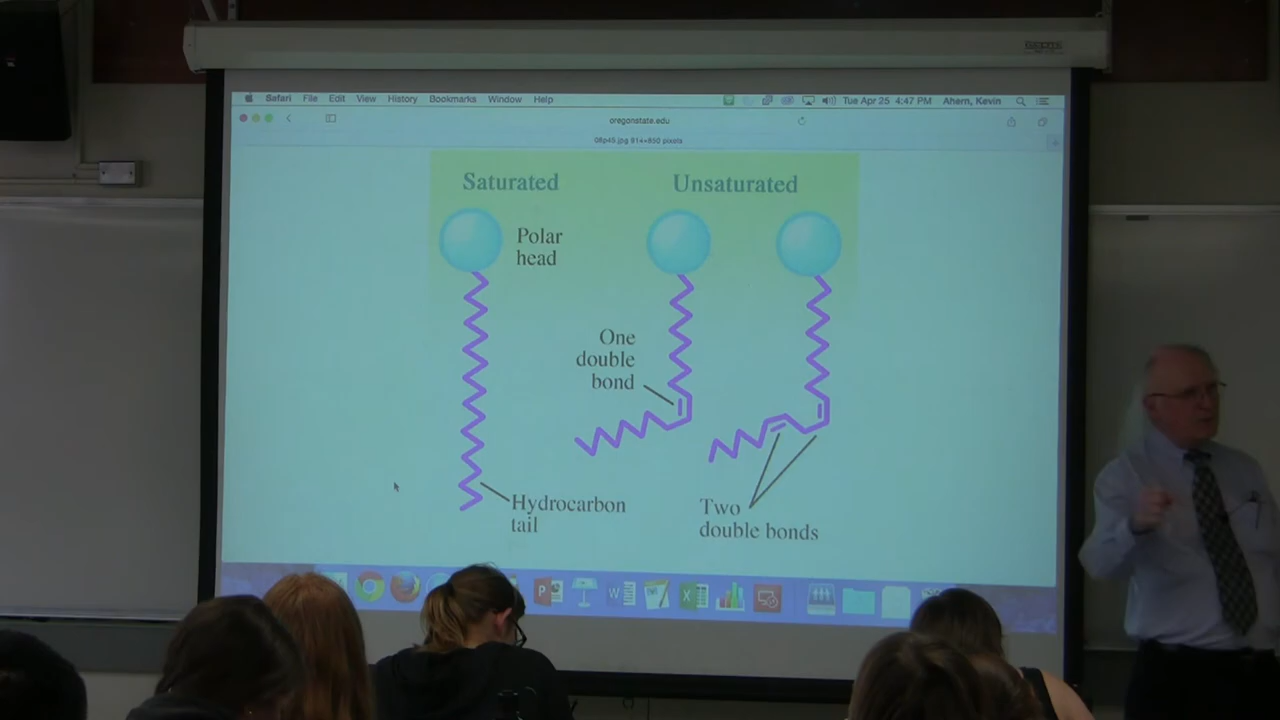 Safari File Edit View History Bookmarks Window Help Tue Apr 25 4:47 PM Ahern, Kevin
oregonstate.edu
Saturated
Unsaturated
Polar
head
One
double
bond
Hydrocarbon
tail
Two
double bonds